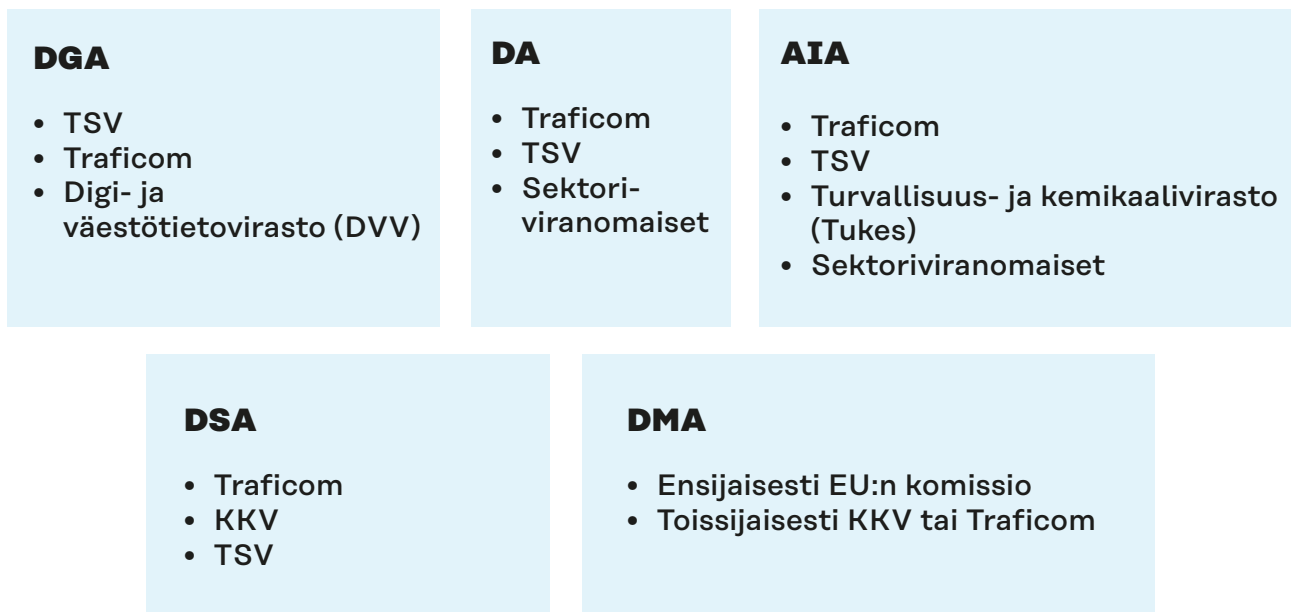 DGA
• TSV
• Traficom
• Digi- ja
väestötietovirasto (DVV)
DA
• Traficom
• TSV
• Sektori-
viranomaiset
AIA
• Traficom
• TSV
• Turvallisuus- ja kemikaalivirasto
(Tukes)
• Sektoriviranomaiset
DSA
• Traficom
• KKV
• TSV
DMA
• Ensijaisesti EU:n komissio
• Toissijaisesti KKV tai Traficom